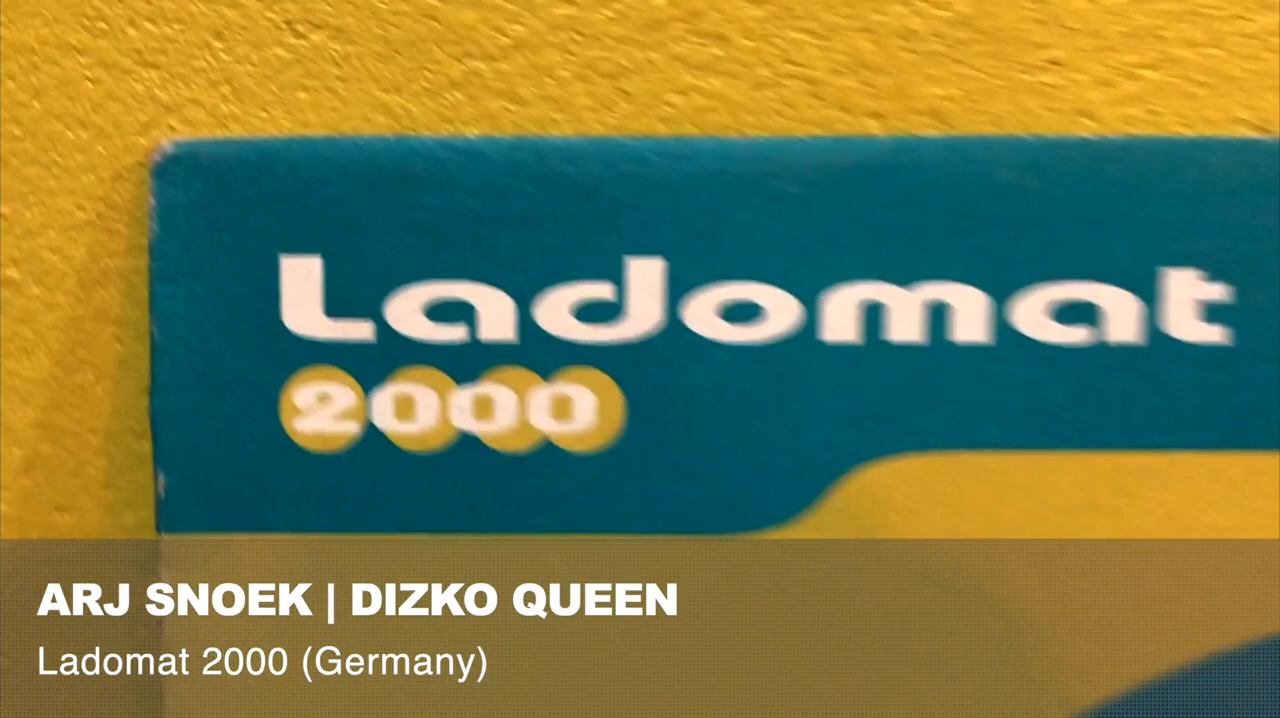 Ladomat
2000
ARJ SNOEK | DIZKO QUEEN
Ladomat 2000 (Germany)